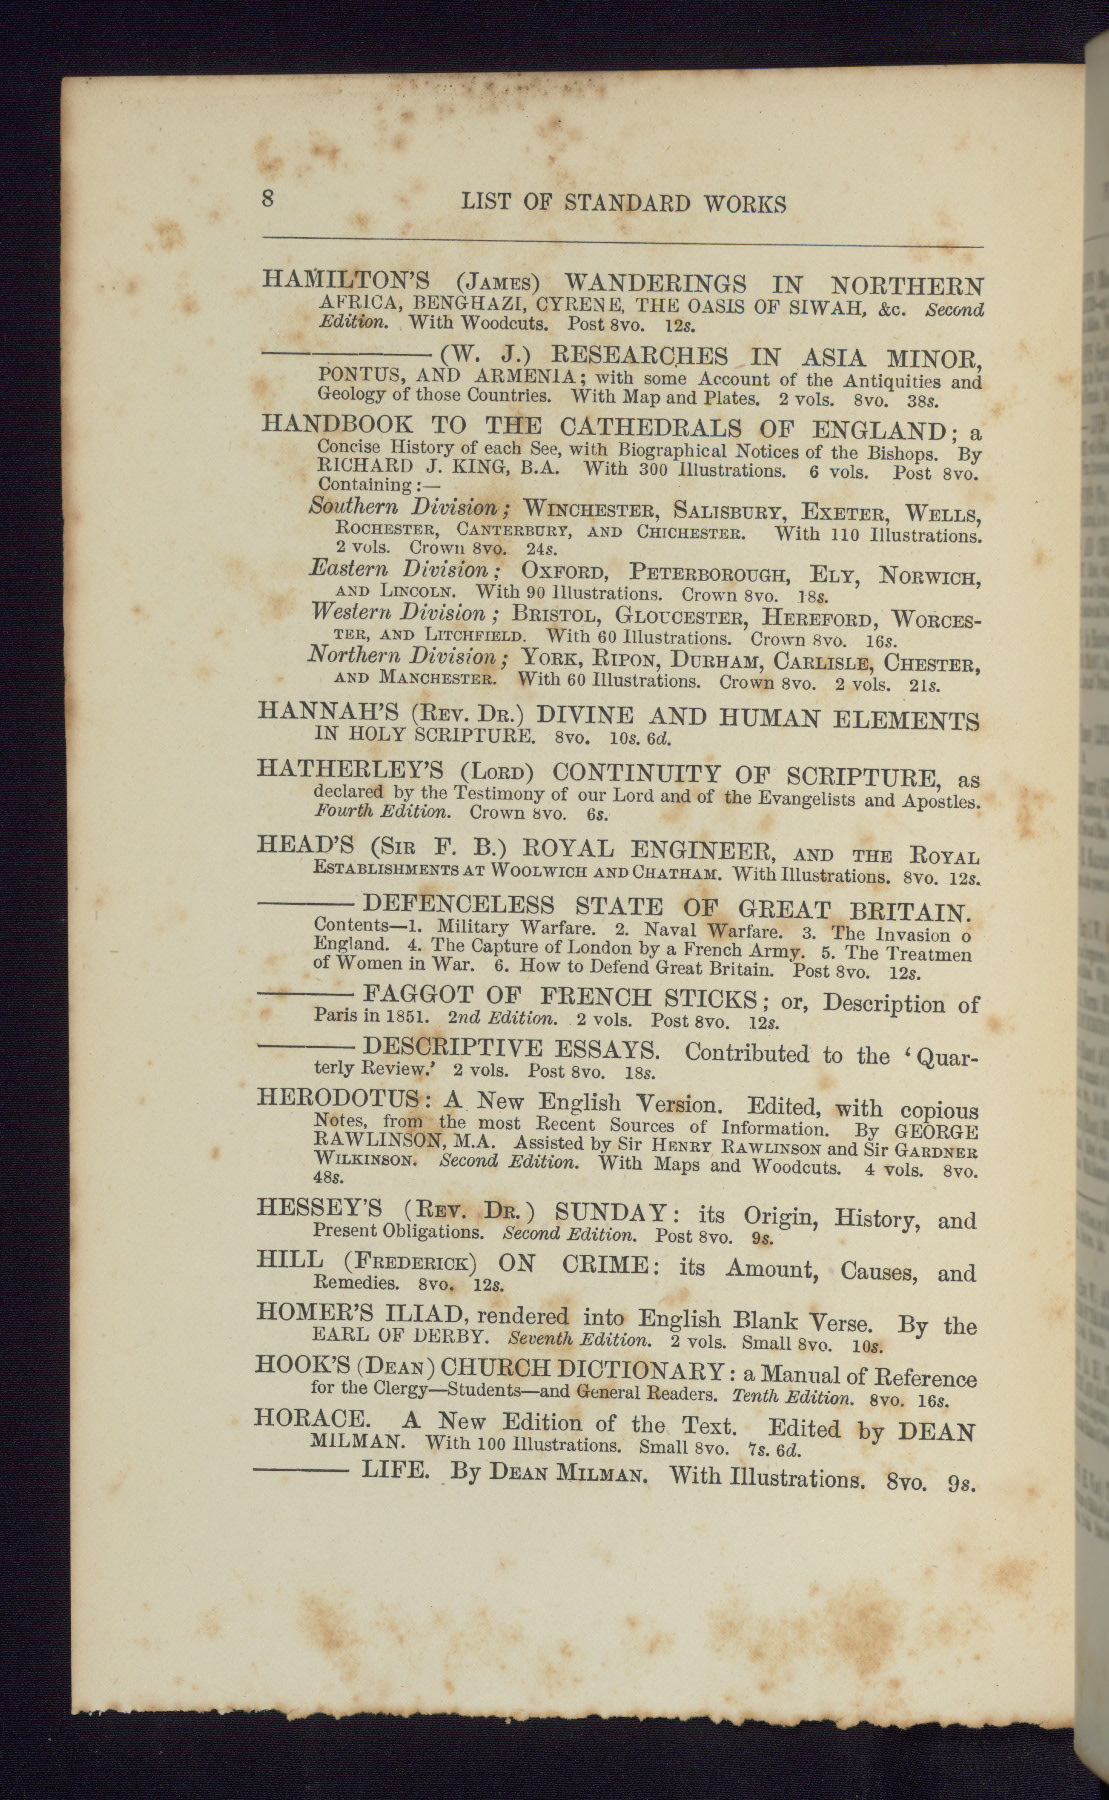 8 LIST OF STANDARD WORKS
HAMILTON'S (JAMES) WANDERINGS IN NORTHERN
AFRICA, BENGHAZI, CYRENE, THE OASIS OF SIWAH, &c. Second
Edition. With Woodcuts. Post 8vo. 12s.
——— (W. J.) RESEARCHES IN ASIA MINOR,
PONTUS, AND ARMENIA; with some Account of the Antiquities and
Geology of those Countries. With Map and Plates. 2 vols. 8vo. 38s.
HANDBOOK TO THE CATHEDRALS OF ENGLAND; a
Concise History of each See, with Biographical Notices of the Bishops. By
RICHARD J. KING, B.A. With 300 Illustrations. 6 vols. Post 8vo.
Containing:—
Southern Division; WINCHESTER, SALISBURY, EXETER, WELLS,
ROCHESTER, CANTERBURY, AND CHICHESTER. With 110 Illustrations.
2 vols. Crown 8vo. 24s.
Eastern Division; OXFORD, PETERBOROUGH, ELY, NORWICH,
AND LINCOLN. With 90 Illustrations. Crown 8vo. 18s.
Western Division; BRISTOL, GLOUCESTER, HEREFORD, WORCES-
TER, AND LITCHFIELD. With 60 Illustrations. Crown 8vo. 16s.
Northern Division; YORK, RIPON, DURHAM, CARLISLE, CHESTER,
AND MANCHESTER. With 60 Illustrations. Crown 8vo. 2 vols. 21s.
HANNAH'S (REV. DR.) DIVINE AND HUMAN ELEMENTS
IN HOLY SCRIPTURE. 8vo. 10s. 6d.
HATHERLEY'S (LORD) CONTINUITY OF SCRIPTURE, as
declared by the Testimony of our Lord and of the Evangelists and Apostles.
Fourth Edition. Crown 8vo. 6s.
HEAD'S (SIR F. B.) ROYAL ENGINEER, AND THE ROYAL
ESTABLISHMENTS AT WOOLWICH AND CHATHAM. With Illustrations. 8vo. 12s.
——— DEFENCELESS STATE OF GREAT BRITAIN.
Contents—1. Military Warfare. 2. Naval Warfare. 3. The Invasion o
England. 4. The Capture of London by a French Army. 5. The Treatmen
of Women in War. 6. How to Defend Great Britain. Post 8vo. 12s.
——— FAGGOT OF FRENCH STICKS; or, Description of
Paris in 1851. 2nd Edition. 2 vols. Post 8vo. 12s.
——— DESCRIPTIVE ESSAYS. Contributed to the 'Quar-
terly Review.' 2 vols. Post 8vo. 18s.
HERODOTUS: A New English Version. Edited, with copious
Notes, from the most Recent Sources of Information. By GEORGE
RAWLINSON, M.A. Assisted by Sir HENRY RAWLINSON and Sir GARDNER
WILKINSON. Second Edition. With Maps and Woodcuts. 4 vols. 8vo.
48s.
HESSEY'S (REV. DR.) SUNDAY: its Origin, History, and
Present Obligations. Second Edition. Post 8vo. 9s.
HILL (FREDERICK) ON CRIME: its Amount, Causes, and
Remedies. 8vo. 12s.
HOMER'S ILIAD, rendered into English Blank Verse. By the
EARL OF DERBY. Seventh Edition. 2 vols. Small 8vo. 10s.
HOOK'S (DEAN) CHURCH DICTIONARY: a Manual of Reference
for the Clergy—Students—and General Readers. Tenth Edition. 8vo. 16s.
HORACE. A New Edition of the Text. Edited by DEAN
MILMAN. With 100 Illustrations. Small 8vo. 7s. 6d.
——— LIFE. By DEAN MILMAN. With Illustrations. 8vo. 9s.